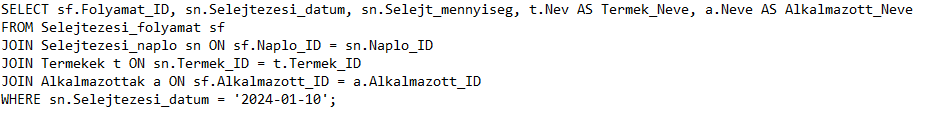 SELECT sf.Folyamat_ID, sn.Selejtezesi_datum, sn.Selejt_mennyiseg, t.Nev AS Termek_Neve, a.Neve AS Alkalmazott_Neve
FROM Selejtezesi_folyamat sf
JOIN Selejtezesi_naplo sn ON sf.Naplo_ID = sn.Naplo_ID
JOIN Termekek t ON sn.Termek_ID = t.Termek_ID
JOIN Alkalmazottak a ON sf.Alkalmazott_ID = a.Alkalmazott_ID
WHERE sn.Selejtezesi_datum = '2024-01-10';